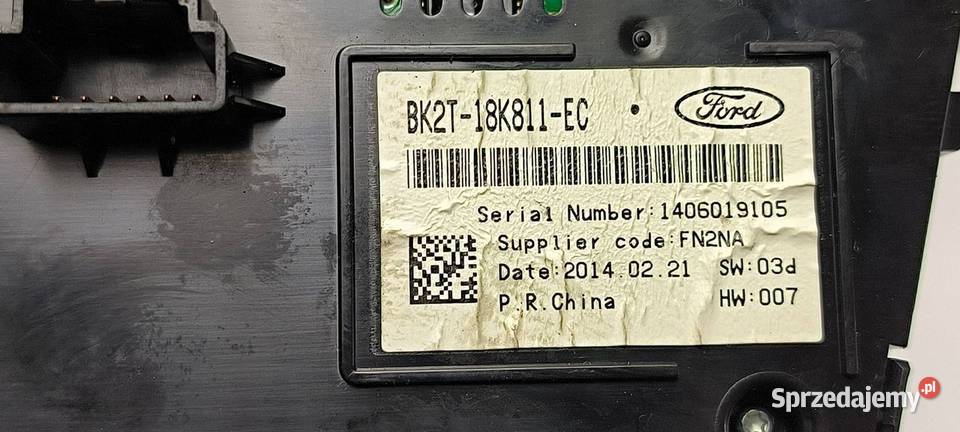 BK2T-18K811-EC
Ford
Serial Number:1406019105
Supplier code:FN2NA
Date:2014.02.21 SW:03d
P.R.China HW:007
Sprzedajemy.pl